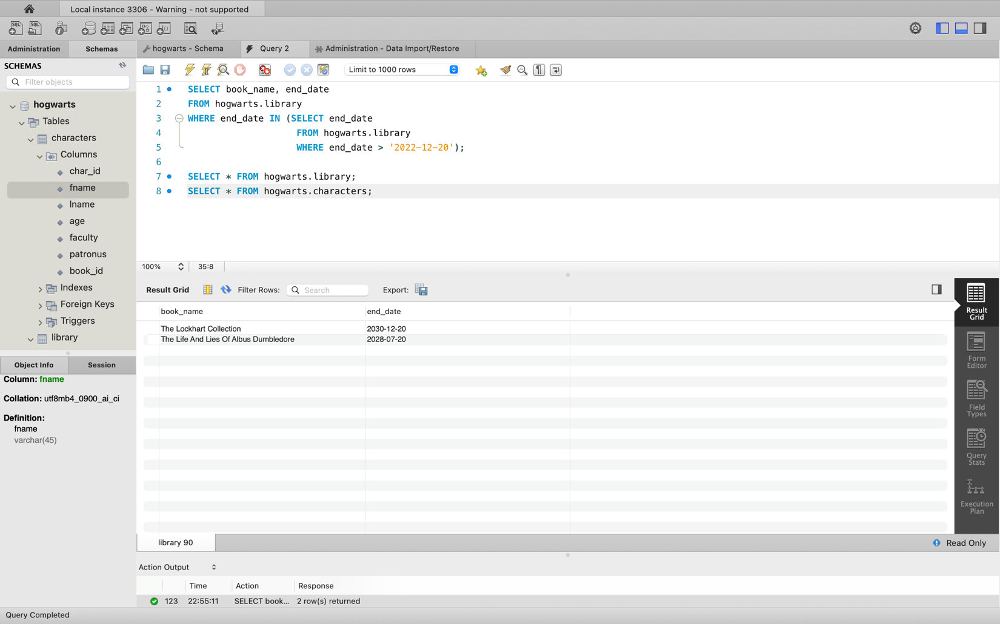 Local instance 3306 - Warning - not supported
SQL
SQL
Administration
Schemas
hogwarts - Schema
Query 2
Administration - Data Import/Restore
SCHEMAS
Filter objects
Limit to 1000 rows
hogwarts
Tables
characters
Columns
char_id
fname
lname
age
faculty
patronus
book_id
Indexes
Foreign Keys
Triggers
library
1 SELECT book_name, end_date
2 FROM hogwarts.library
3 WHERE end_date IN (SELECT end_date
4 FROM hogwarts.library
5 WHERE end_date > '2022-12-20');
6
7 SELECT * FROM hogwarts.library;
8 SELECT * FROM hogwarts.characters;
100%
35:8
Result Grid
Filter Rows:
Search
Export:
book_name end_date
The Lockhart Collection 2030-12-20
The Life And Lies Of Albus Dumbledore 2028-07-20
Result
Grid
Form
Editor
Field
Types
Query
Stats
Execution
Plan
Object Info
Session
Column: fname
Collation: utf8mb4_0900_ai_ci
Definition:
fname
varchar(45)
library 90
Read Only
Action Output
Time Action Response
123 22:55:11 SELECT book... 2 row(s) returned
Query Completed